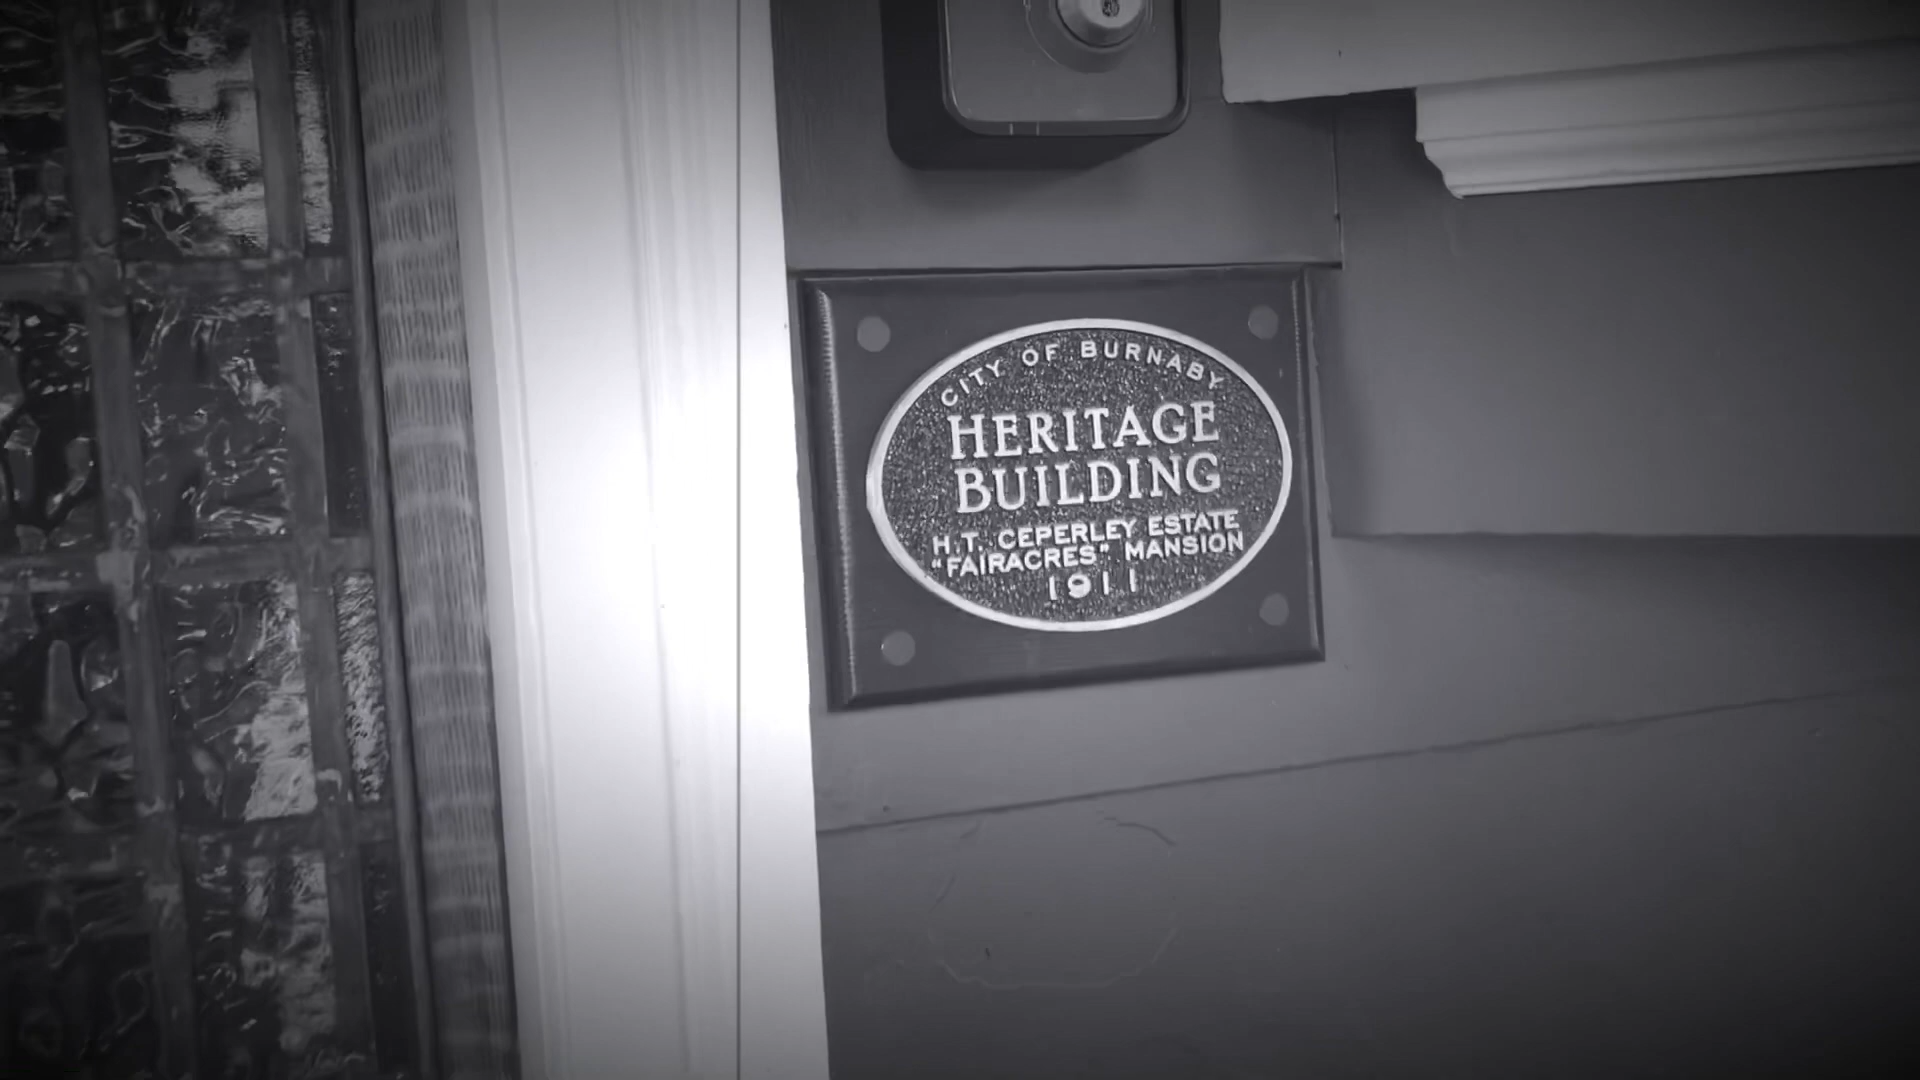 CITY OF BURNABY
HERITAGE
BUILDING
H.T. CEPERLEY ESTATE
"FAIRACRES" MANSION
1911